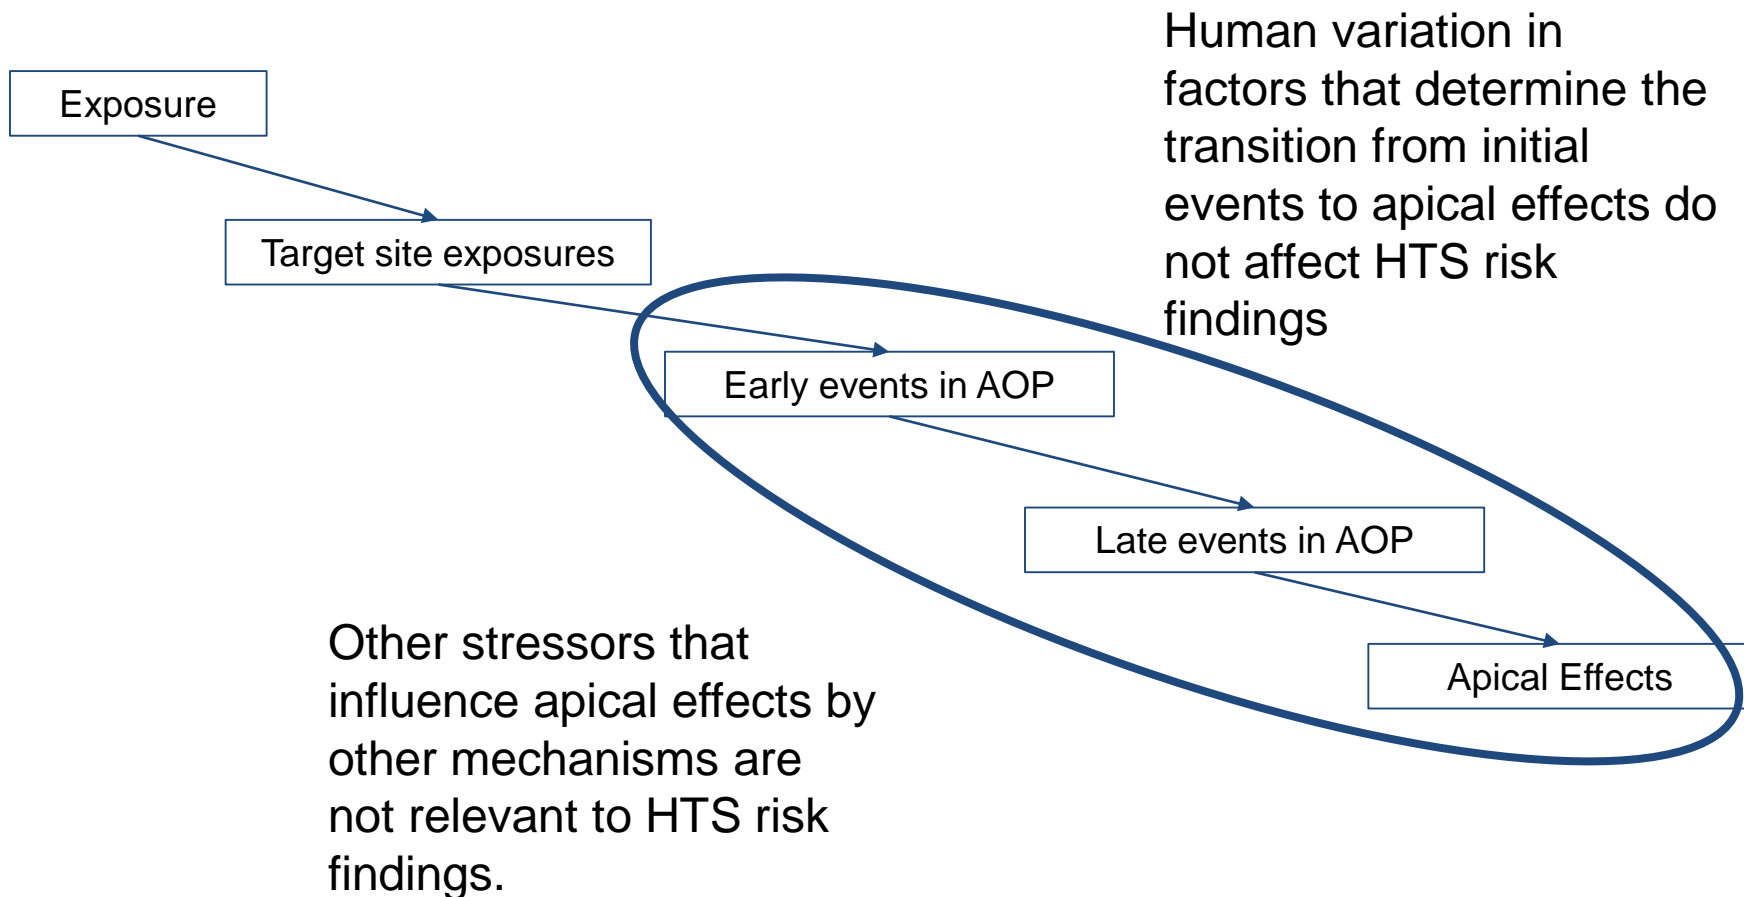 Human variation in
factors that determine the
transition from initial
events to apical effects do
not affect HTS risk
findings
Exposure
Target site exposures
Early events in AOP
Late events in AOP
Apical Effects
Other stressors that
influence apical effects by
other mechanisms are
not relevant to HTS risk
findings.